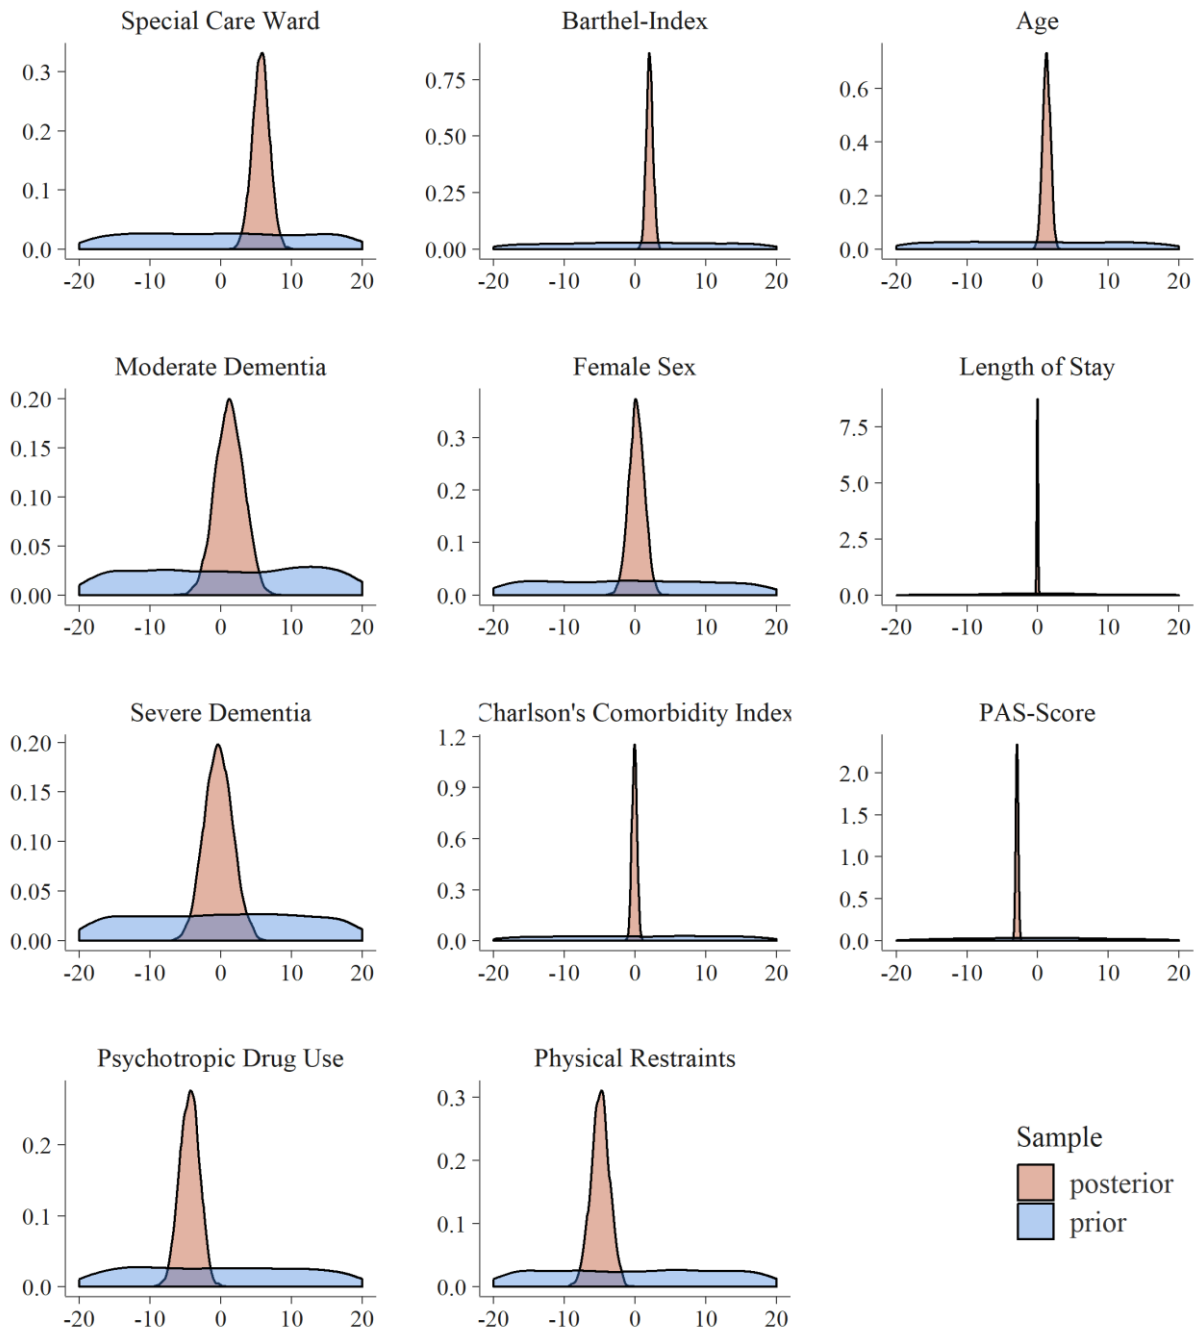 Special Care Ward
Barthel-Index
Age
0.3
0.2
0.1
0.0
-20 -10 0 10 20
0.75
0.50
0.25
0.00
-20 -10 0 10 20
0.6
0.4
0.2
0.0
-20 -10 0 10 20
Moderate Dementia
Female Sex
Length of Stay
0.20
0.15
0.10
0.05
0.00
-20 -10 0 10 20
0.3
0.2
0.1
0.0
-20 -10 0 10 20
7.5
5.0
2.5
0.0
-20 -10 0 10 20
Severe Dementia
Charlson's Comorbidity Index
PAS-Score
0.20
0.15
0.10
0.05
0.00
-20 -10 0 10 20
1.2
0.9
0.6
0.3
0.0
-20 -10 0 10 20
2.0
1.5
1.0
0.5
0.0
-20 -10 0 10 20
Psychotropic Drug Use
Physical Restraints
0.2
0.1
0.0
-20 -10 0 10 20
0.3
0.2
0.1
0.0
-20 -10 0 10 20
Sample
posterior
prior